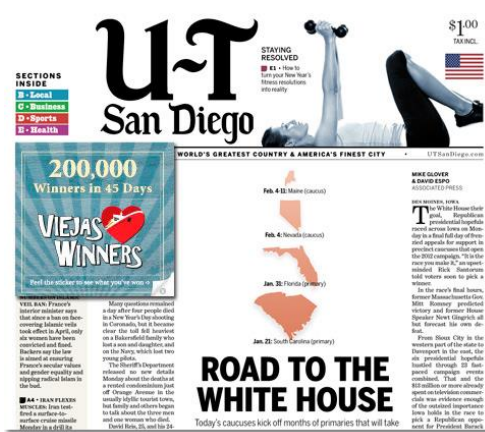 U-T
San Diego
$1.00
TAX INCL.
STAYING
RESOLVED
E1 • How to
turn your New Year's
fitness resolutions
into reality
SECTIONS
INSIDE
B • Local
C • Business
D • Sports
E • Health
WORLD'S GREATEST COUNTRY & AMERICA'S FINEST CITY
UTSanDiego.com
200,000
Winners in 45 Days
VIEJAS
WINNERS
Peel the sticker to see what you've won
VEIL BAN: France's
interior minister says
that since a ban on face-
covering Islamic veils
took effect in April, only
six women have been
convicted and fined.
Backers say the law
is aimed at ensuring
France's secular values
and gender equality and
nipping radical Islam in
the bud.
A4 • IRAN FLEXES
MUSCLES: Iran test-
fired a surface-to-
surface cruise missile
Monday in a drill its
Many questions remained
a day after four people died
in a New Year's Day shooting
in Coronado, but it became
clear the toll fell heaviest
on a Bakersfield family who
lost a son and daughter, and
on the Navy, which lost two
young pilots.
The Sheriff's Department
released no new details
Monday about the deaths at
a rented condominium just
off Orange Avenue in the
usually idyllic tourist town,
but family and others began
to talk about the three men
and one woman who died.
David Reis, 25, and his 24-
Feb. 4-11: Maine (caucus)
Feb. 4: Nevada (caucus)
Jan. 31: Florida (primary)
Jan. 21: South Carolina (primary)
ROAD TO THE
WHITE HOUSE
Today's caucuses kick off months of primaries that will take
MIKE GLOVER
& DAVID ESPO
ASSOCIATED PRESS
DES MOINES, IOWA
The White House their
goal, Republican
presidential hopefuls
raced across Iowa on Mon-
day in a final full day of fren-
zied appeals for support in
precinct caucuses that open
the 2012 campaign. "It is the
race you make it," an upset-
minded Rick Santorum
told voters soon to pick a
winner.
In the race's final hours,
former Massachusetts Gov.
Mitt Romney predicted
victory and former House
Speaker Newt Gingrich all
but forecast his own de-
feat.
From Sioux City in the
western part of the state to
Davenport in the east, the
six presidential hopefuls
hustled through 23 fast-
paced campaign events
combined. That and the
$13 million or more already
spent on television commer-
cials was evidence enough
of the outsized importance
Iowa holds in the race to
pick a Republican oppo-
nent for President Barack